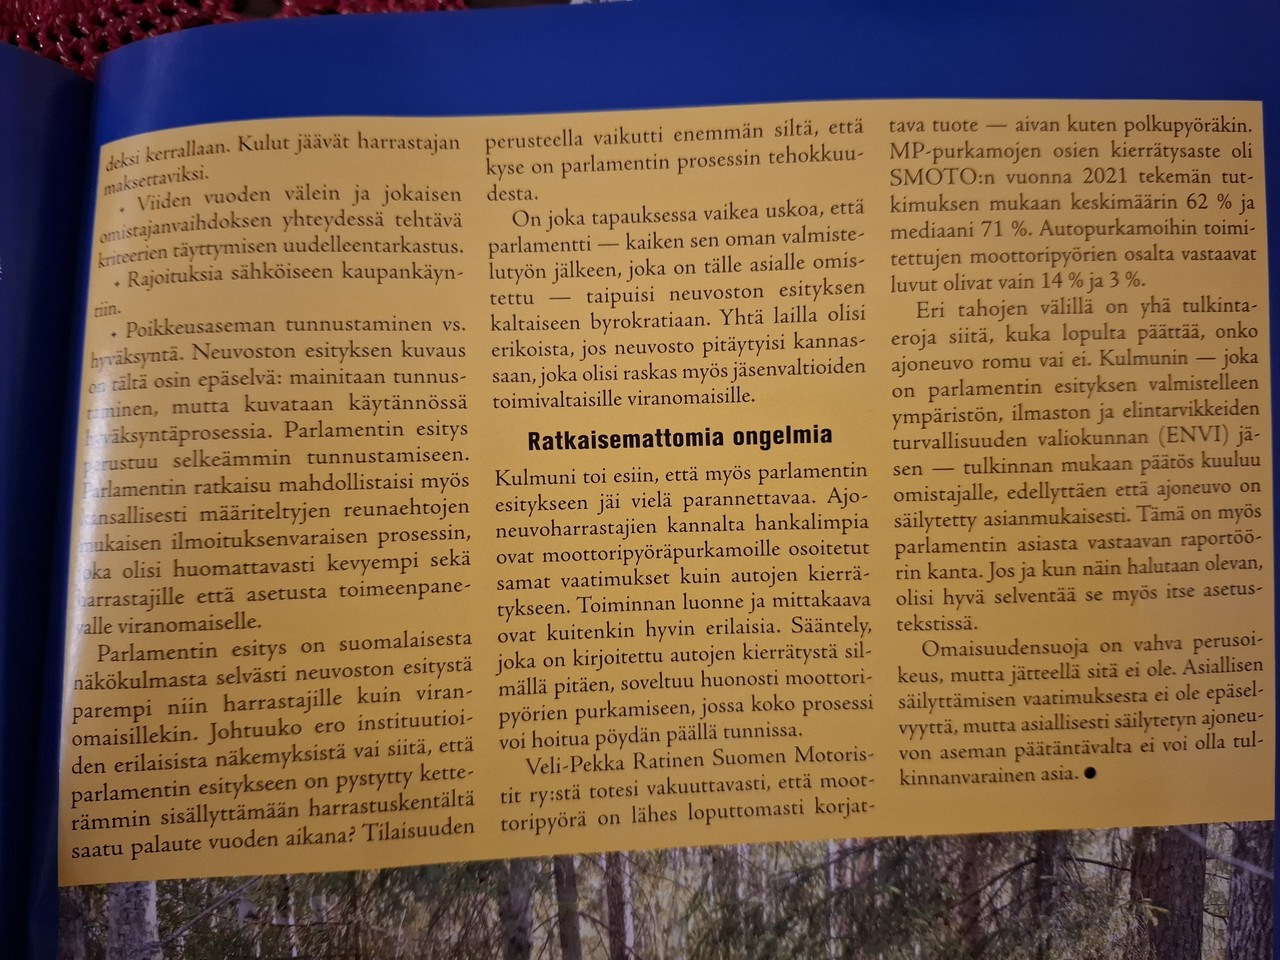 deksi kerrallaan. Kulut jäävät harrastajan
maksettaviksi.
• Viiden vuoden välein ja jokaisen
omistajanvaihdoksen yhteydessä tehtävä
kriteerien täyttymisen uudelleentarkastus.
• Rajoituksia sähköiseen kaupankäyn-
tiin.
• Poikkeusaseman tunnustaminen vs.
hyväksyntä. Neuvoston esityksen kuvaus
on tältä osin epäselvä: mainitaan tunnus-
taminen, mutta kuvataan käytännössä
hyväksyntäprosessia. Parlamentin esitys
perustuu selkeämmin tunnustamiseen.
Parlamentin ratkaisu mahdollistaisi myös
kansallisesti määriteltyjen reunaehtojen
mukaisen ilmoituksenvaraisen prosessin,
joka olisi huomattavasti kevyempi sekä
harrastajille että asetusta toimeenpane-
valle viranomaiselle.
Parlamentin esitys on suomalaisesta
näkökulmasta selvästi neuvoston esitystä
parempi niin harrastajille kuin viran-
omaisillekin. Johtuuko ero instituutioi-
den erilaisista näkemyksistä vai siitä, että
parlamentin esitykseen on pystytty kette-
rämmin sisällyttämään harrastuskentältä
saatu palaute vuoden aikana? Tilaisuuden
perusteella vaikutti enemmän siltä, että
kyse on parlamentin prosessin tehokkuu-
desta.
On joka tapauksessa vaikea uskoa, että
parlamentti — kaiken sen oman valmiste-
lutyön jälkeen, joka on tälle asialle omis-
tettu — taipuisi neuvoston esityksen
kaltaiseen byrokratiaan. Yhtä lailla olisi
erikoista, jos neuvosto pitäytyisi kannas-
saan, joka olisi raskas myös jäsenvaltioiden
toimivaltaisille viranomaisille.
Ratkaisemattomia ongelmia
Kulmuni toi esiin, että myös parlamentin
esitykseen jäi vielä parannettavaa. Ajo-
neuvoharrastajien kannalta hankalimpia
ovat moottoripyöräpurkamoille osoitetut
samat vaatimukset kuin autojen kierrä-
tykseen. Toiminnan luonne ja mittakaava
ovat kuitenkin hyvin erilaisia. Sääntely,
joka on kirjoitettu autojen kierrätystä sil-
mällä pitäen, soveltuu huonosti moottori-
pyörien purkamiseen, jossa koko prosessi
voi hoitua pöydän päällä tunnissa.
Veli-Pekka Ratinen Suomen Motoris-
tit ry:stä totesi vakuuttavasti, että moot-
toripyörä on lähes loputtomasti korjat-
tava tuote — aivan kuten polkupyöräkin.
MP-purkamojen osien kierrätysaste oli
SMOTO:n vuonna 2021 tekemän tut-
kimuksen mukaan keskimäärin 62 % ja
mediaani 71 %. Autopurkamoihin toimi-
tettujen moottoripyörien osalta vastaavat
luvut olivat vain 14 % ja 3 %.
Eri tahojen välillä on yhä tulkinta-
eroja siitä, kuka lopulta päättää, onko
ajoneuvo romu vai ei. Kulmunin — joka
on parlamentin esityksen valmistelleen
ympäristön, ilmaston ja elintarvikkeiden
turvallisuuden valiokunnan (ENVI) jä-
sen — tulkinnan mukaan päätös kuuluu
omistajalle, edellyttäen että ajoneuvo on
säilytetty asianmukaisesti. Tämä on myös
parlamentin asiasta vastaavan raportöö-
rin kanta. Jos ja kun näin halutaan olevan,
olisi hyvä selventää se myös itse asetus-
tekstissä.
Omaisuudensuoja on vahva perusoi-
keus, mutta jätteellä sitä ei ole. Asiallisen
säilyttämisen vaatimuksesta ei ole epäsel-
vyyttä, mutta asiallisesti säilytetyn ajoneu-
von aseman päätäntävalta ei voi olla tul-
kinnanvarainen asia. ●